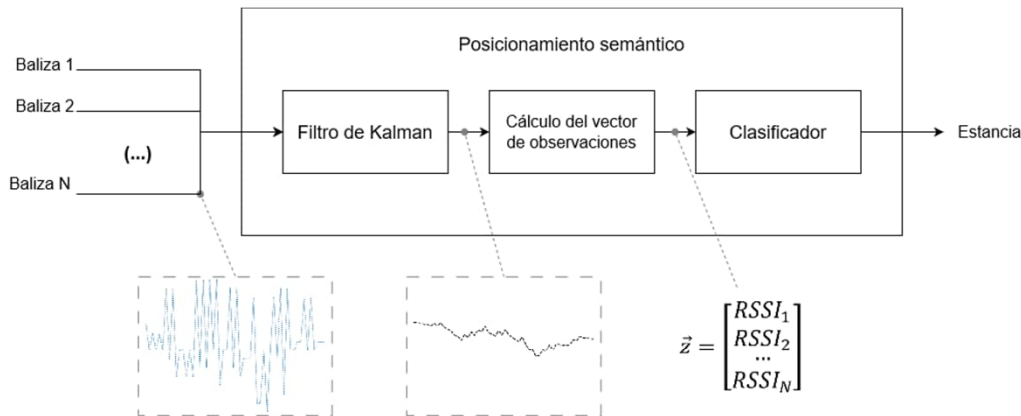 Posicionamiento semántico
Baliza 1
Baliza 2
(...)
Baliza N
Filtro de Kalman
Cálculo del vector
de observaciones
Clasificador
Estancia
z⃗ = [RSSI₁
RSSI₂
...
RSSI_N]